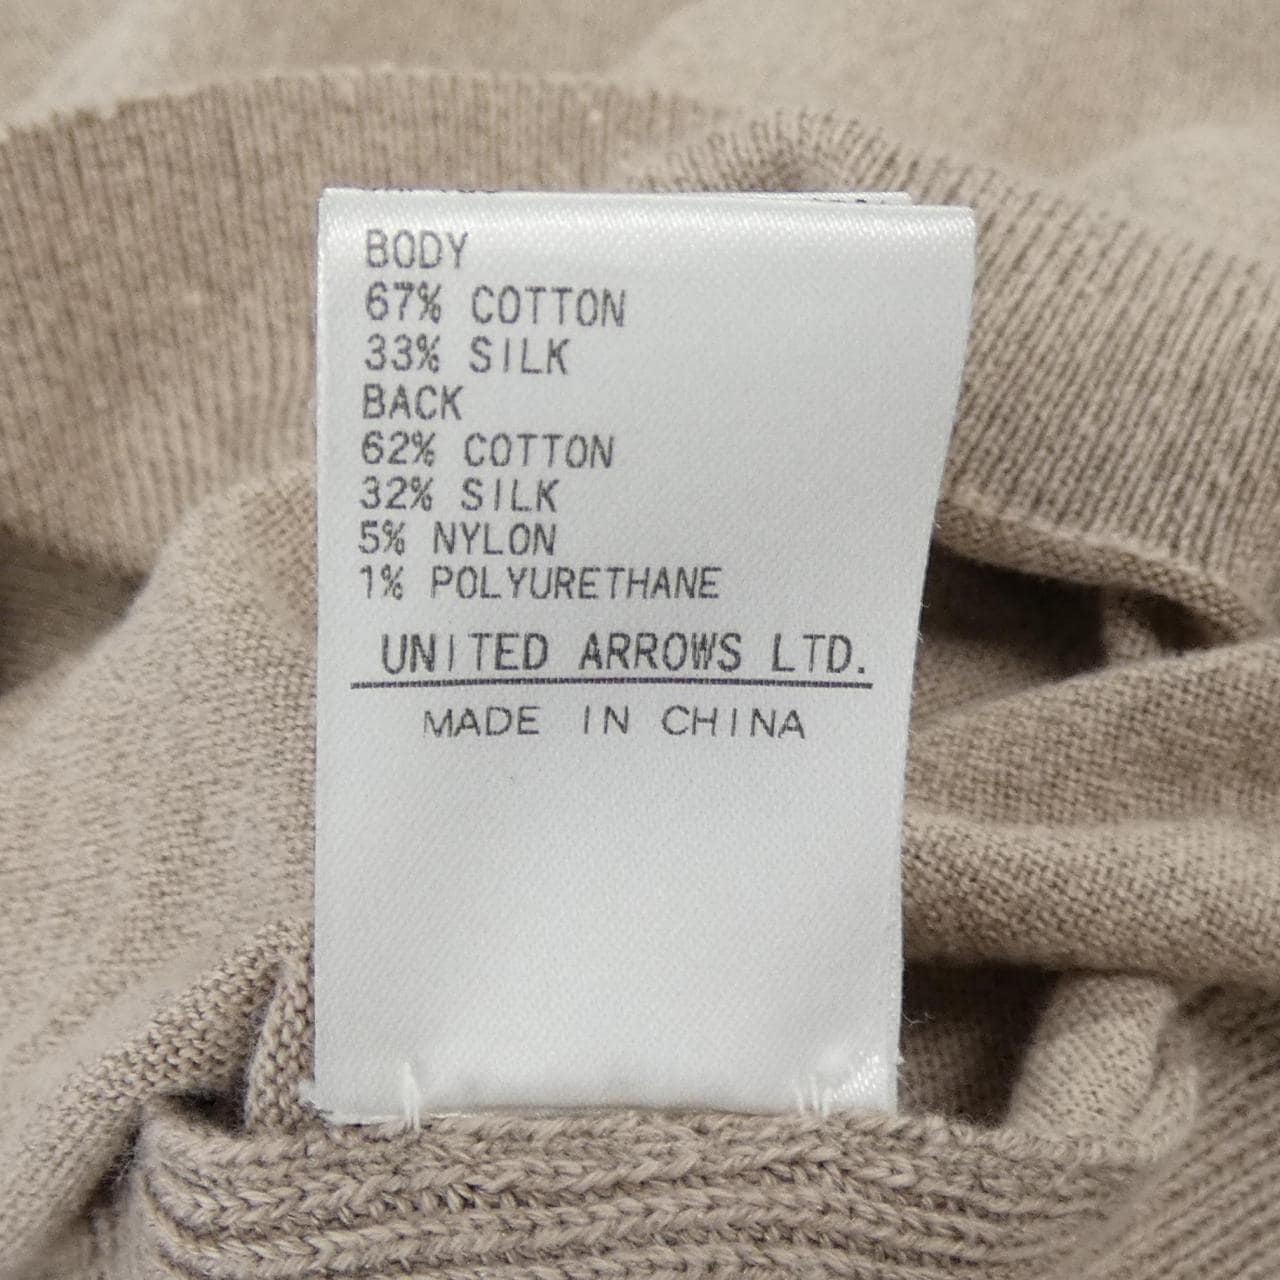 BODY
67% COTTON
33% SILK
BACK
62% COTTON
32% SILK
5% NYLON
1% POLYURETHANE
UNITED ARROWS LTD.
MADE IN CHINA